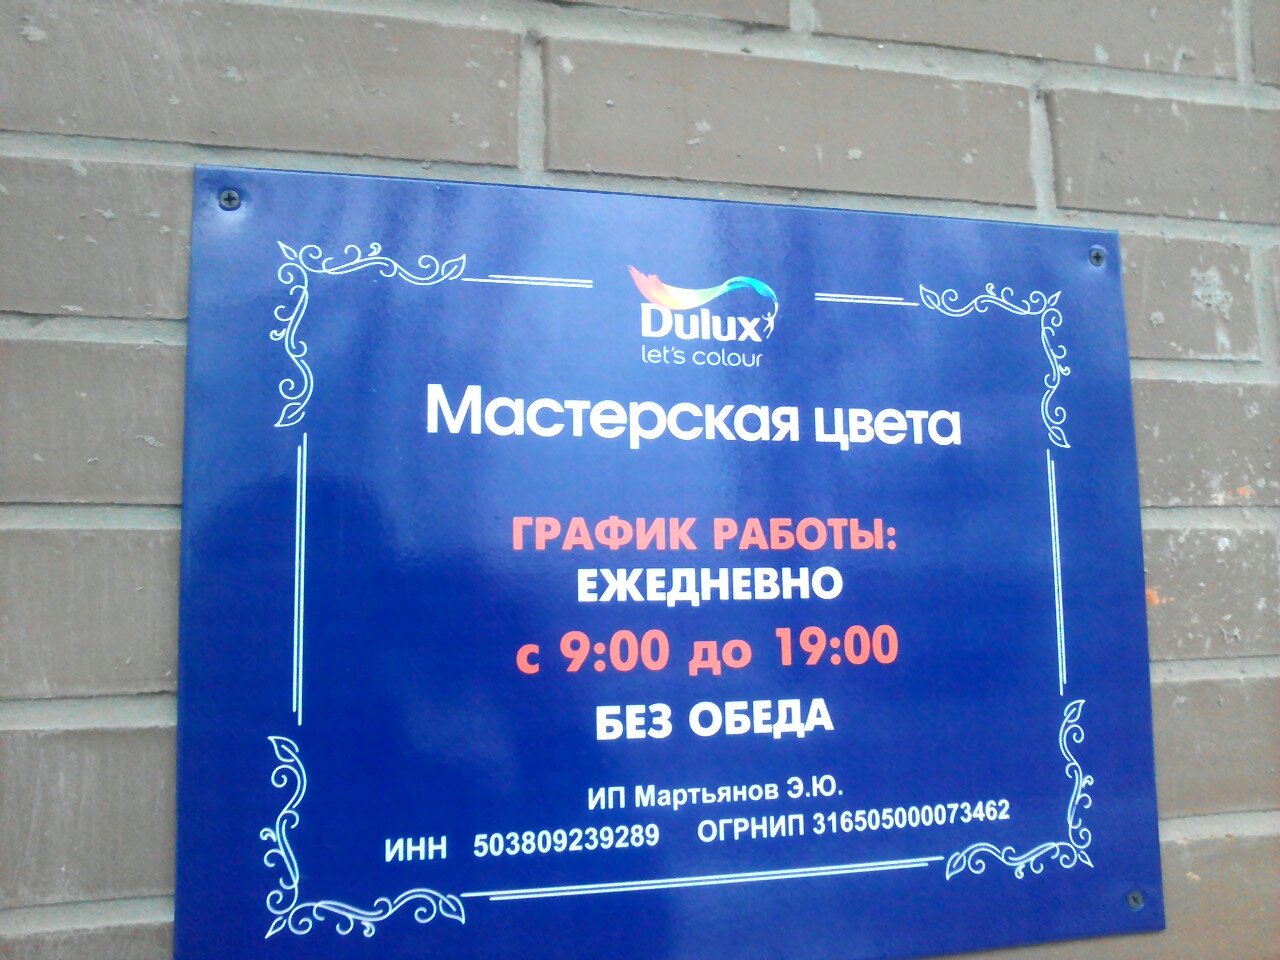 Dulux
let's colour
Мастерская цвета
ГРАФИК РАБОТЫ:
ЕЖЕДНЕВНО
с 9:00 до 19:00
БЕЗ ОБЕДА
ИП Мартьянов Э.Ю.
ИНН 503809239289 ОГРНИП 316505000073462